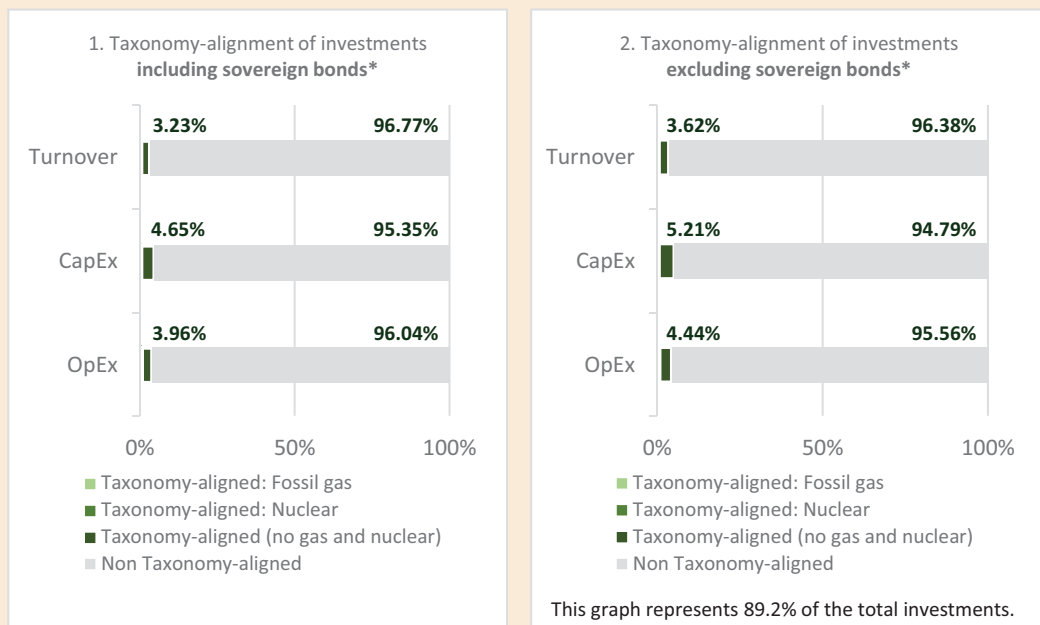 1. Taxonomy-alignment of investments
including sovereign bonds*
3.23% 96.77%
Turnover
4.65% 95.35%
CapEx
3.96% 96.04%
OpEx
0% 50% 100%
Taxonomy-aligned: Fossil gas
Taxonomy-aligned: Nuclear
Taxonomy-aligned (no gas and nuclear)
Non Taxonomy-aligned
2. Taxonomy-alignment of investments
excluding sovereign bonds*
3.62% 96.38%
Turnover
5.21% 94.79%
CapEx
4.44% 95.56%
OpEx
0% 50% 100%
Taxonomy-aligned: Fossil gas
Taxonomy-aligned: Nuclear
Taxonomy-aligned (no gas and nuclear)
Non Taxonomy-aligned
This graph represents 89.2% of the total investments.